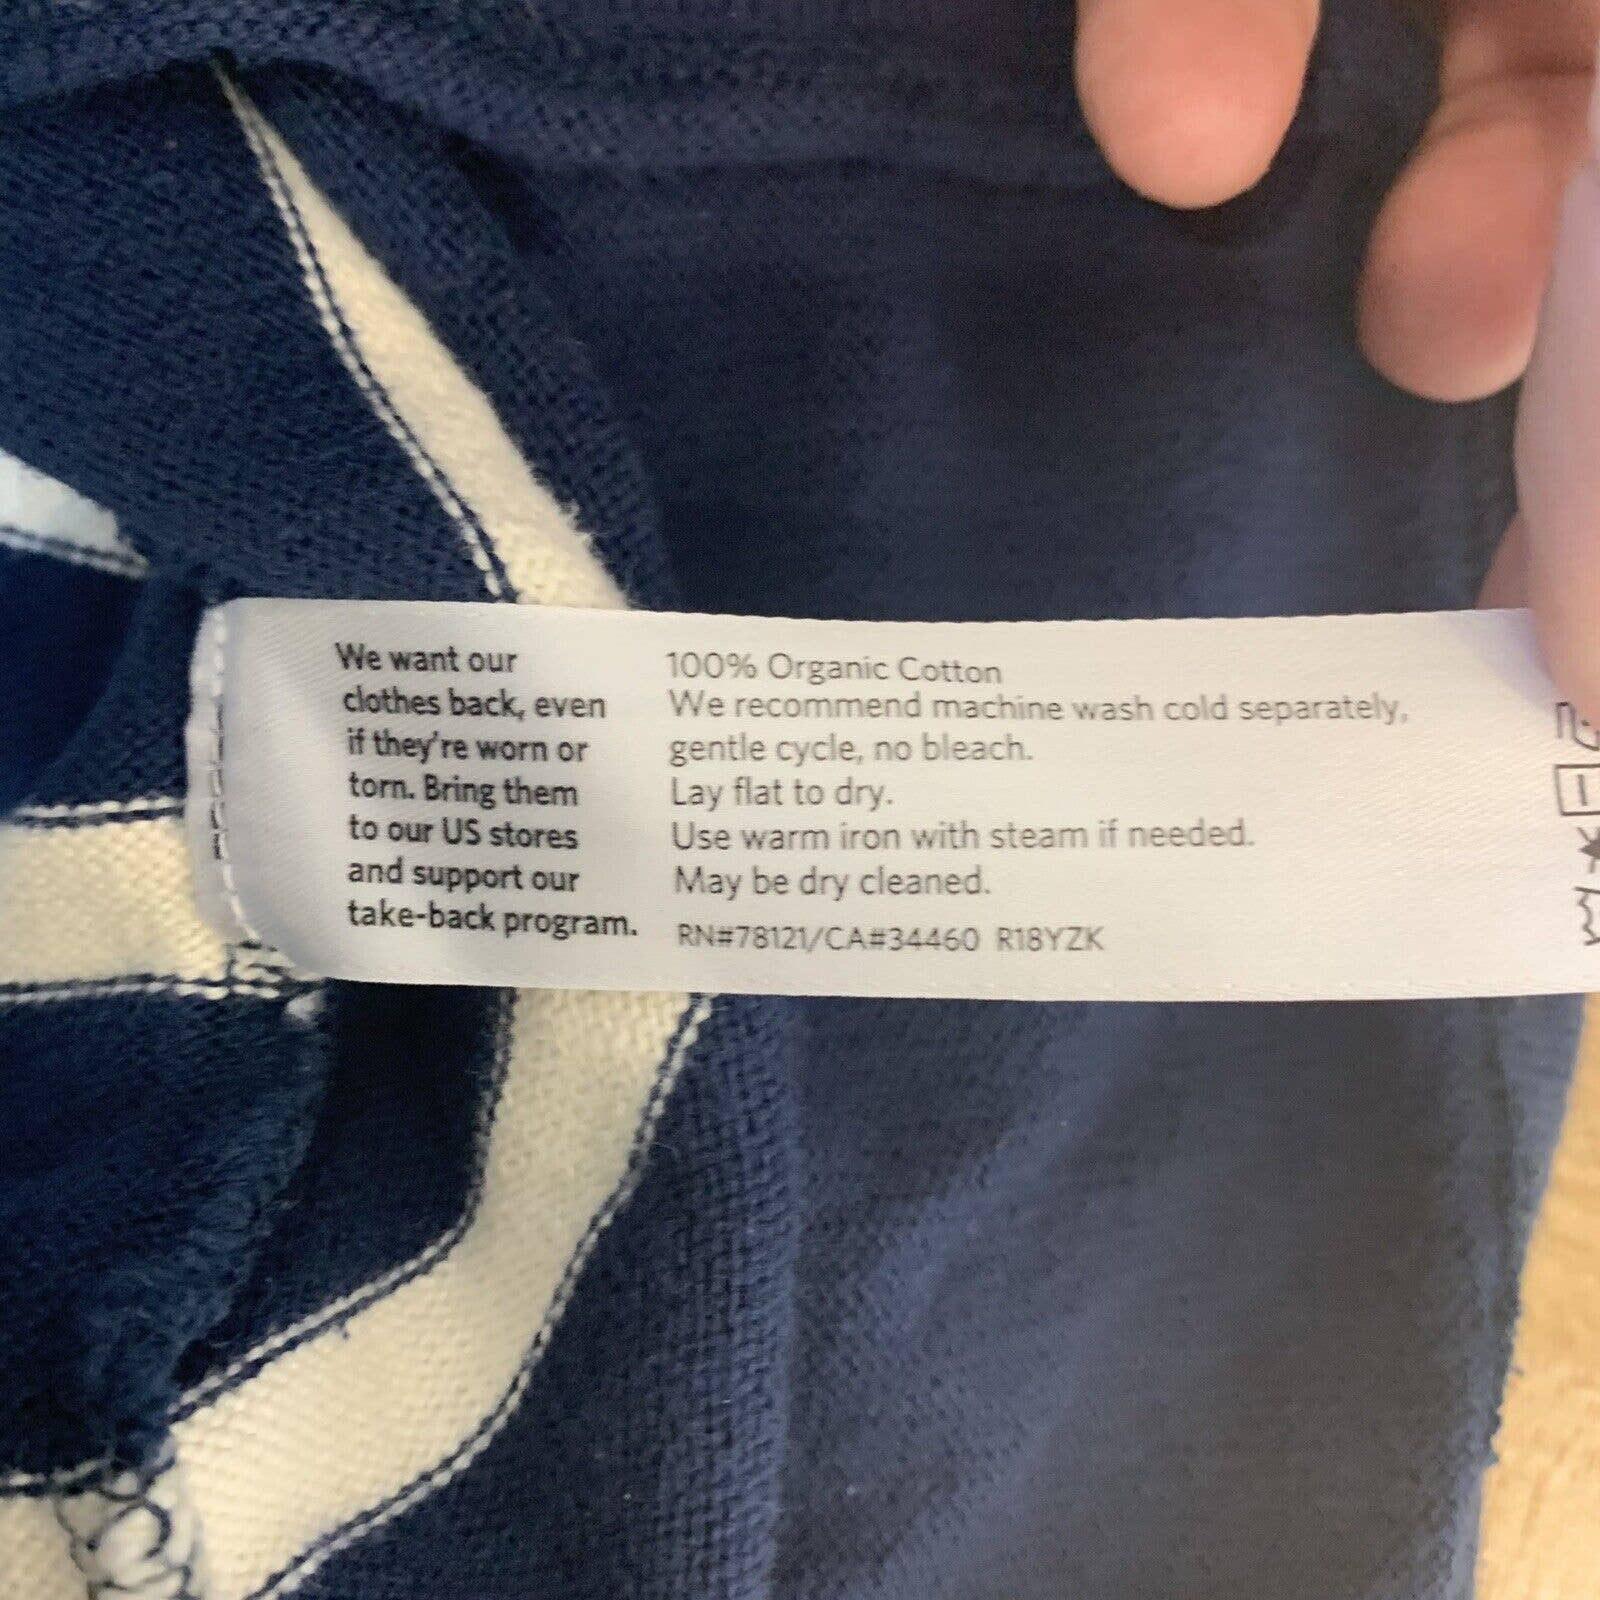 We want our
clothes back, even
if they're worn or
torn. Bring them
to our US stores
and support our
take-back program.
100% Organic Cotton
We recommend machine wash cold separately,
gentle cycle, no bleach.
Lay flat to dry.
Use warm iron with steam if needed.
May be dry cleaned.
RN#78121/CA#34460 R18YZK